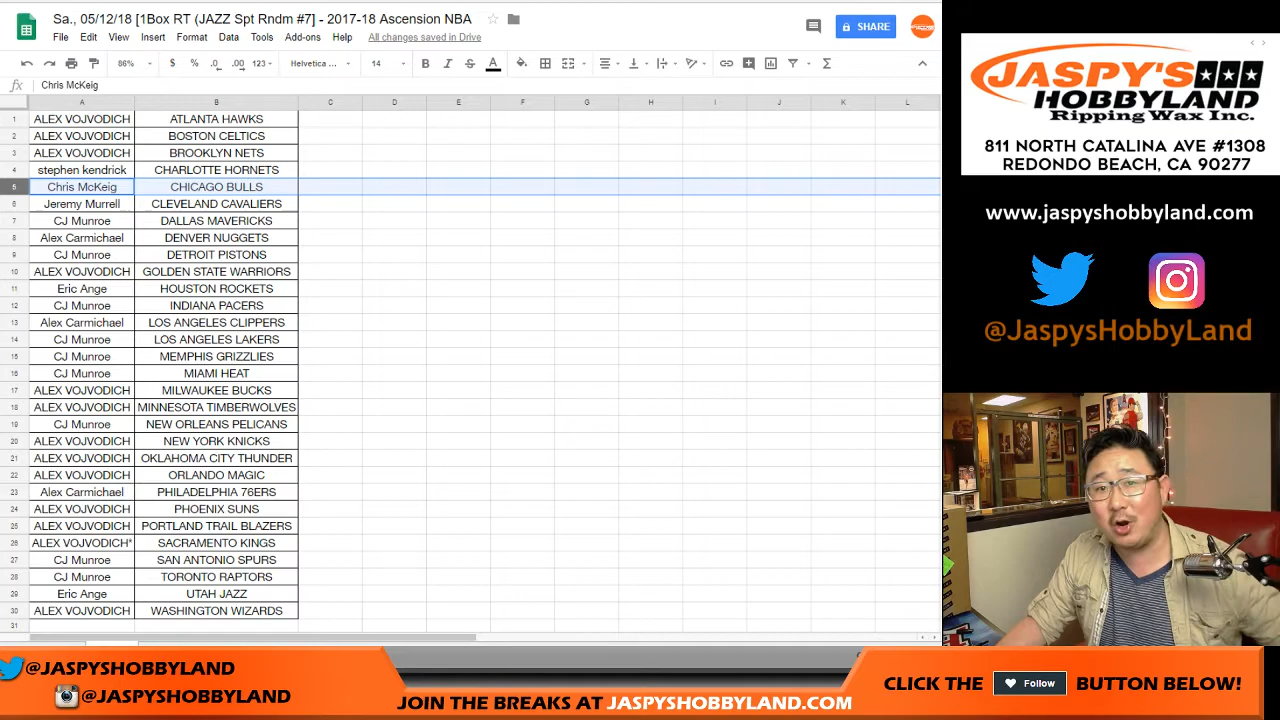 Sa., 05/12/18 [1Box RT (JAZZ Spt Rndm #7] - 2017-18 Ascension NBA
File Edit View Insert Format Data Tools Add-ons Help All changes saved in Drive
SHARE
86% $ % .0 .00 123 Helvetica ... 14 B I S A
fx Chris McKeig
A B C D E F G H I J K L
1 ALEX VOJVODICH ATLANTA HAWKS
2 ALEX VOJVODICH BOSTON CELTICS
3 ALEX VOJVODICH BROOKLYN NETS
4 stephen kendrick CHARLOTTE HORNETS
5 Chris McKeig CHICAGO BULLS
6 Jeremy Murrell CLEVELAND CAVALIERS
7 CJ Munroe DALLAS MAVERICKS
8 Alex Carmichael DENVER NUGGETS
9 CJ Munroe DETROIT PISTONS
10 ALEX VOJVODICH GOLDEN STATE WARRIORS
11 Eric Ange HOUSTON ROCKETS
12 CJ Munroe INDIANA PACERS
13 Alex Carmichael LOS ANGELES CLIPPERS
14 CJ Munroe LOS ANGELES LAKERS
15 CJ Munroe MEMPHIS GRIZZLIES
16 CJ Munroe MIAMI HEAT
17 ALEX VOJVODICH MILWAUKEE BUCKS
18 ALEX VOJVODICH MINNESOTA TIMBERWOLVES
19 CJ Munroe NEW ORLEANS PELICANS
20 ALEX VOJVODICH NEW YORK KNICKS
21 ALEX VOJVODICH OKLAHOMA CITY THUNDER
22 ALEX VOJVODICH ORLANDO MAGIC
23 Alex Carmichael PHILADELPHIA 76ERS
24 ALEX VOJVODICH PHOENIX SUNS
25 ALEX VOJVODICH PORTLAND TRAIL BLAZERS
26 ALEX VOJVODICH* SACRAMENTO KINGS
27 CJ Munroe SAN ANTONIO SPURS
28 CJ Munroe TORONTO RAPTORS
29 Eric Ange UTAH JAZZ
30 ALEX VOJVODICH WASHINGTON WIZARDS
31
JASPY'S
HOBBYLAND
Ripping Wax Inc.
811 NORTH CATALINA AVE #1308
REDONDO BEACH, CA 90277
www.jaspyshobbyland.com
@JaspysHobbyLand
@JASPYSHOBBYLAND
@JASPYSHOBBYLAND
JOIN THE BREAKS AT JASPYSHOBBYLAND.COM
CLICK THE Follow BUTTON BELOW!